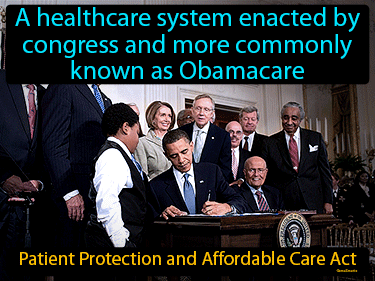 A healthcare system enacted by
congress and more commonly
known as Obamacare
Patient Protection and Affordable Care Act